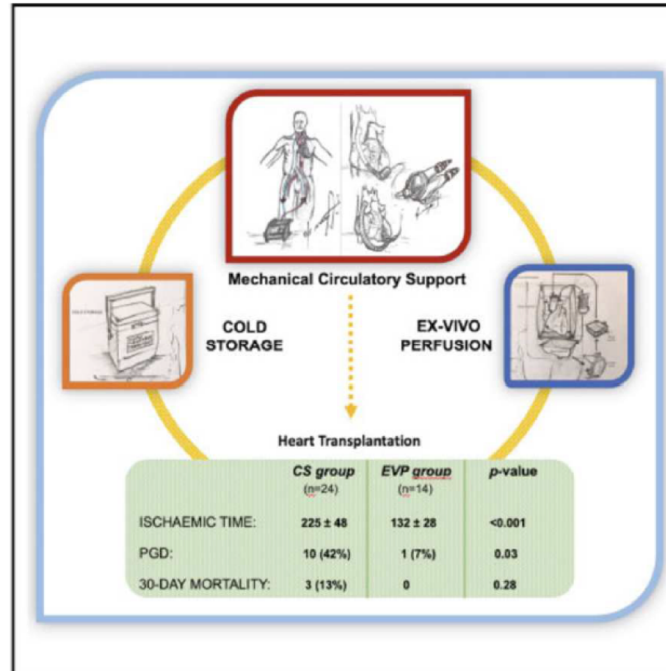 Mechanical Circulatory Support
COLD
STORAGE
EX-VIVO
PERFUSION
Heart Transplantation
CS group
(n=24)
EVP group
(n=14)
p-value
ISCHAEMIC TIME: 225 ± 48 132 ± 28 <0.001
PGD: 10 (42%) 1 (7%) 0.03
30-DAY MORTALITY: 3 (13%) 0 0.28